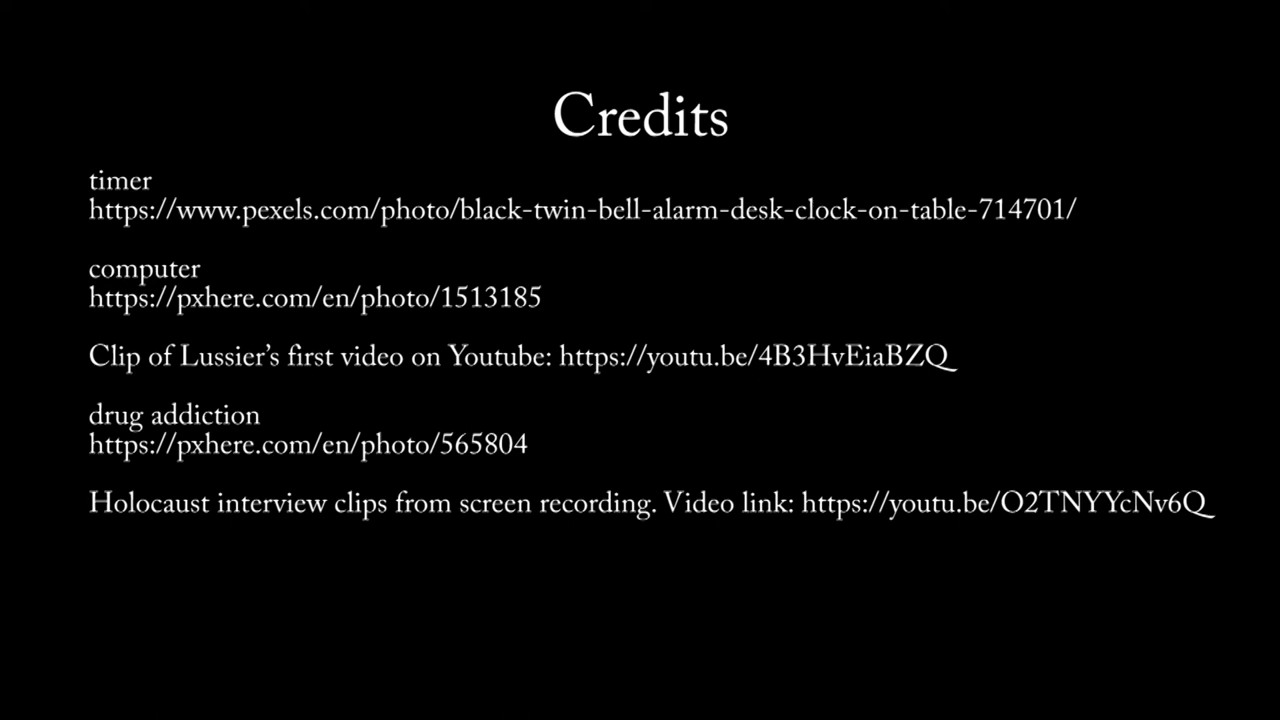 Credits
timer
https://www.pexels.com/photo/black-twin-bell-alarm-desk-clock-on-table-714701/
computer
https://pxhere.com/en/photo/1513185
Clip of Lussier’s first video on Youtube: https://youtu.be/4B3HvEiaBZQ
drug addiction
https://pxhere.com/en/photo/565804
Holocaust interview clips from screen recording. Video link: https://youtu.be/O2TNYYcNv6Q